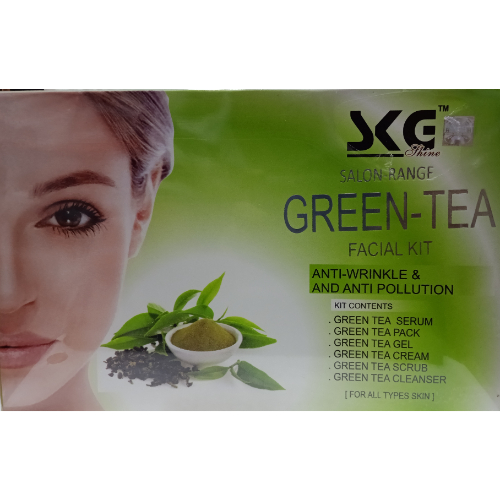 SKG™
Shine
SALON-RANGE
GREEN-TEA
FACIAL KIT
ANTI-WRINKLE &
AND ANTI POLLUTION
KIT CONTENTS
. GREEN TEA SERUM
. GREEN TEA PACK
. GREEN TEA GEL
. GREEN TEA CREAM
. GREEN TEA SCRUB
. GREEN TEA CLEANSER
[ FOR ALL TYPES SKIN ]